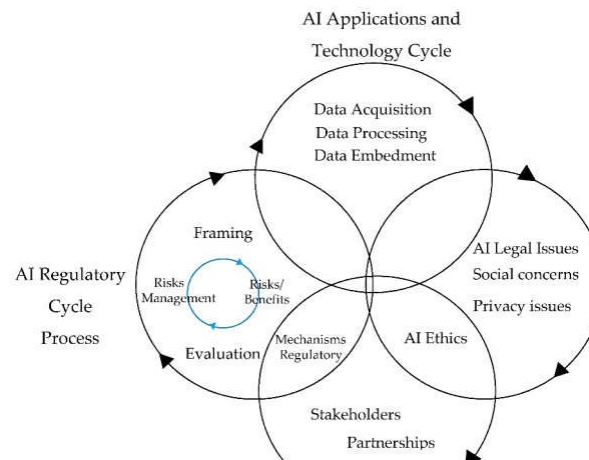 AI Applications and
Technology Cycle
Data Acquisition
Data Processing
Data Embedment
Framing
Risks
Management
Risks/
Benefits
Evaluation
AI Regulatory
Cycle
Process
Mechanisms
Regulatory
AI Legal Issues
Social concerns
Privacy issues
AI Ethics
Stakeholders
Partnerships